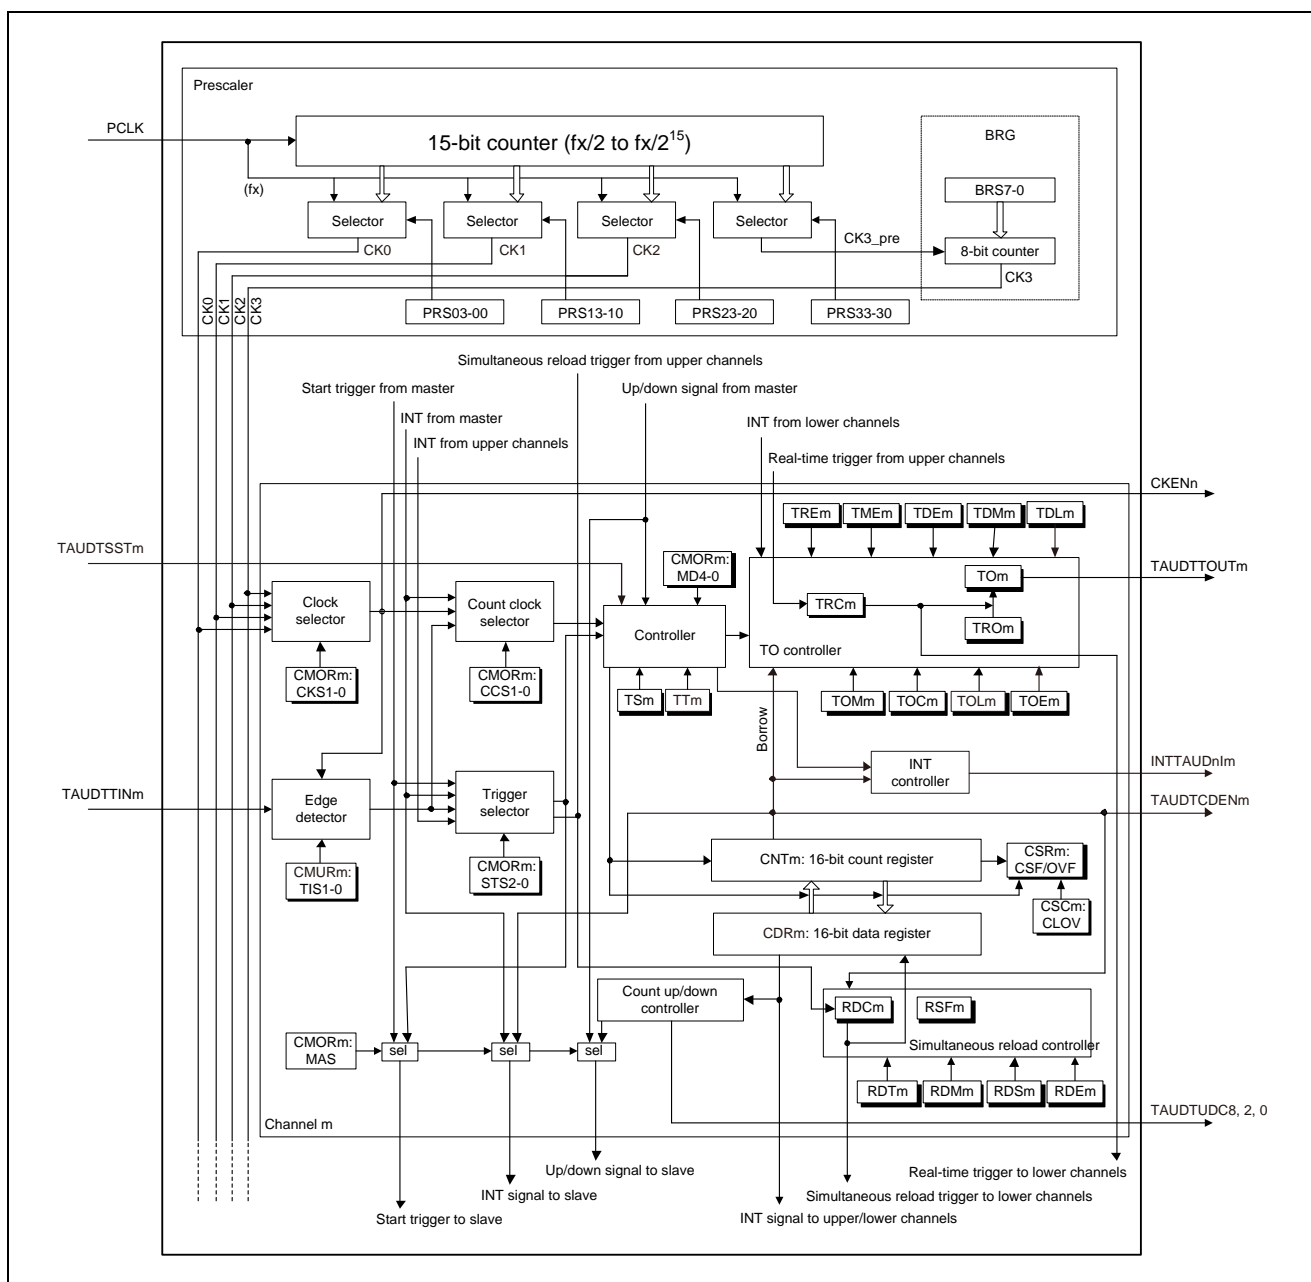 Prescaler
PCLK
15-bit counter (fx/2 to fx/2¹⁵)
BRG
(fx)
BRS7-0
Selector
Selector
Selector
Selector
CK3_pre
8-bit counter
CK0
CK1
CK2
CK3
CK0
CK1
CK2
CK3
PRS03-00
PRS13-10
PRS23-20
PRS33-30
Simultaneous reload trigger from upper channels
Start trigger from master
Up/down signal from master
INT from master
INT from lower channels
INT from upper channels
Real-time trigger from upper channels
CKENn
TREm
TMEm
TDEm
TDMm
TDLm
TAUDTSSTm
CMORm:
MD4-0
TAUDTTOUTm
TOm
Clock
selector
Count clock
selector
TRCm
Controller
TROm
TO controller
CMORm:
CKS1-0
CMORm:
CCS1-0
TSm
TTm
TOMm
TOCm
TOLm
TOEm
Borrow
INT
controller
INTTAUDnIm
TAUDTTINm
Edge
detector
Trigger
selector
TAUDTCDENm
CMURm:
TIS1-0
CMORm:
STS2-0
CNTm: 16-bit count register
CSRm:
CSF/OVF
CSCm:
CLOV
CDRm: 16-bit data register
Count up/down
controller
RDCm
RSFm
CMORm:
MAS
sel
sel
sel
Simultaneous reload controller
RDTm
RDMm
RDSm
RDEm
TAUDTUDC8, 2, 0
Channel m
Up/down signal to slave
Real-time trigger to lower channels
INT signal to slave
Simultaneous reload trigger to lower channels
Start trigger to slave
INT signal to upper/lower channels